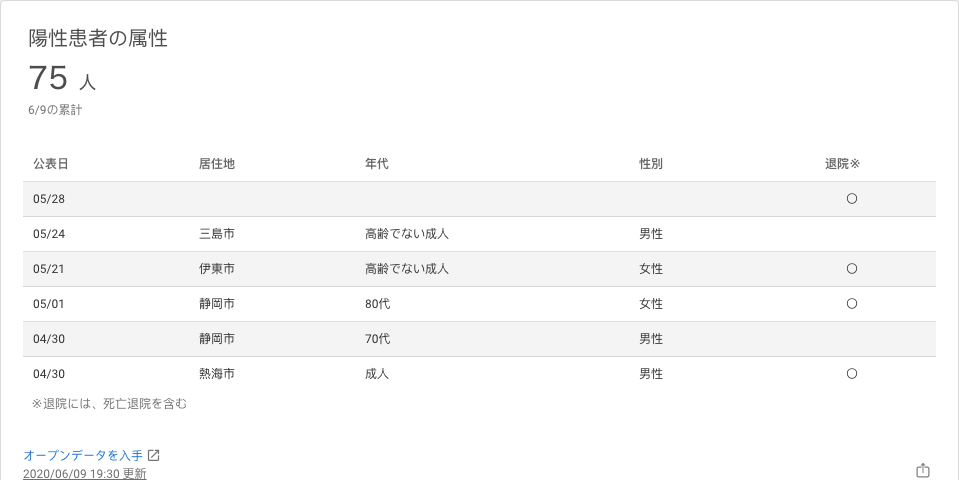 陽性患者の属性
75 人
6/9の累計
公表日 居住地 年代 性別 退院※
05/28 ○
05/24 三島市 高齢でない成人 男性
05/21 伊東市 高齢でない成人 女性 ○
05/01 静岡市 80代 女性 ○
04/30 静岡市 70代 男性
04/30 熱海市 成人 男性 ○
※退院には、死亡退院を含む
オープンデータを入手
2020/06/09 19:30 更新